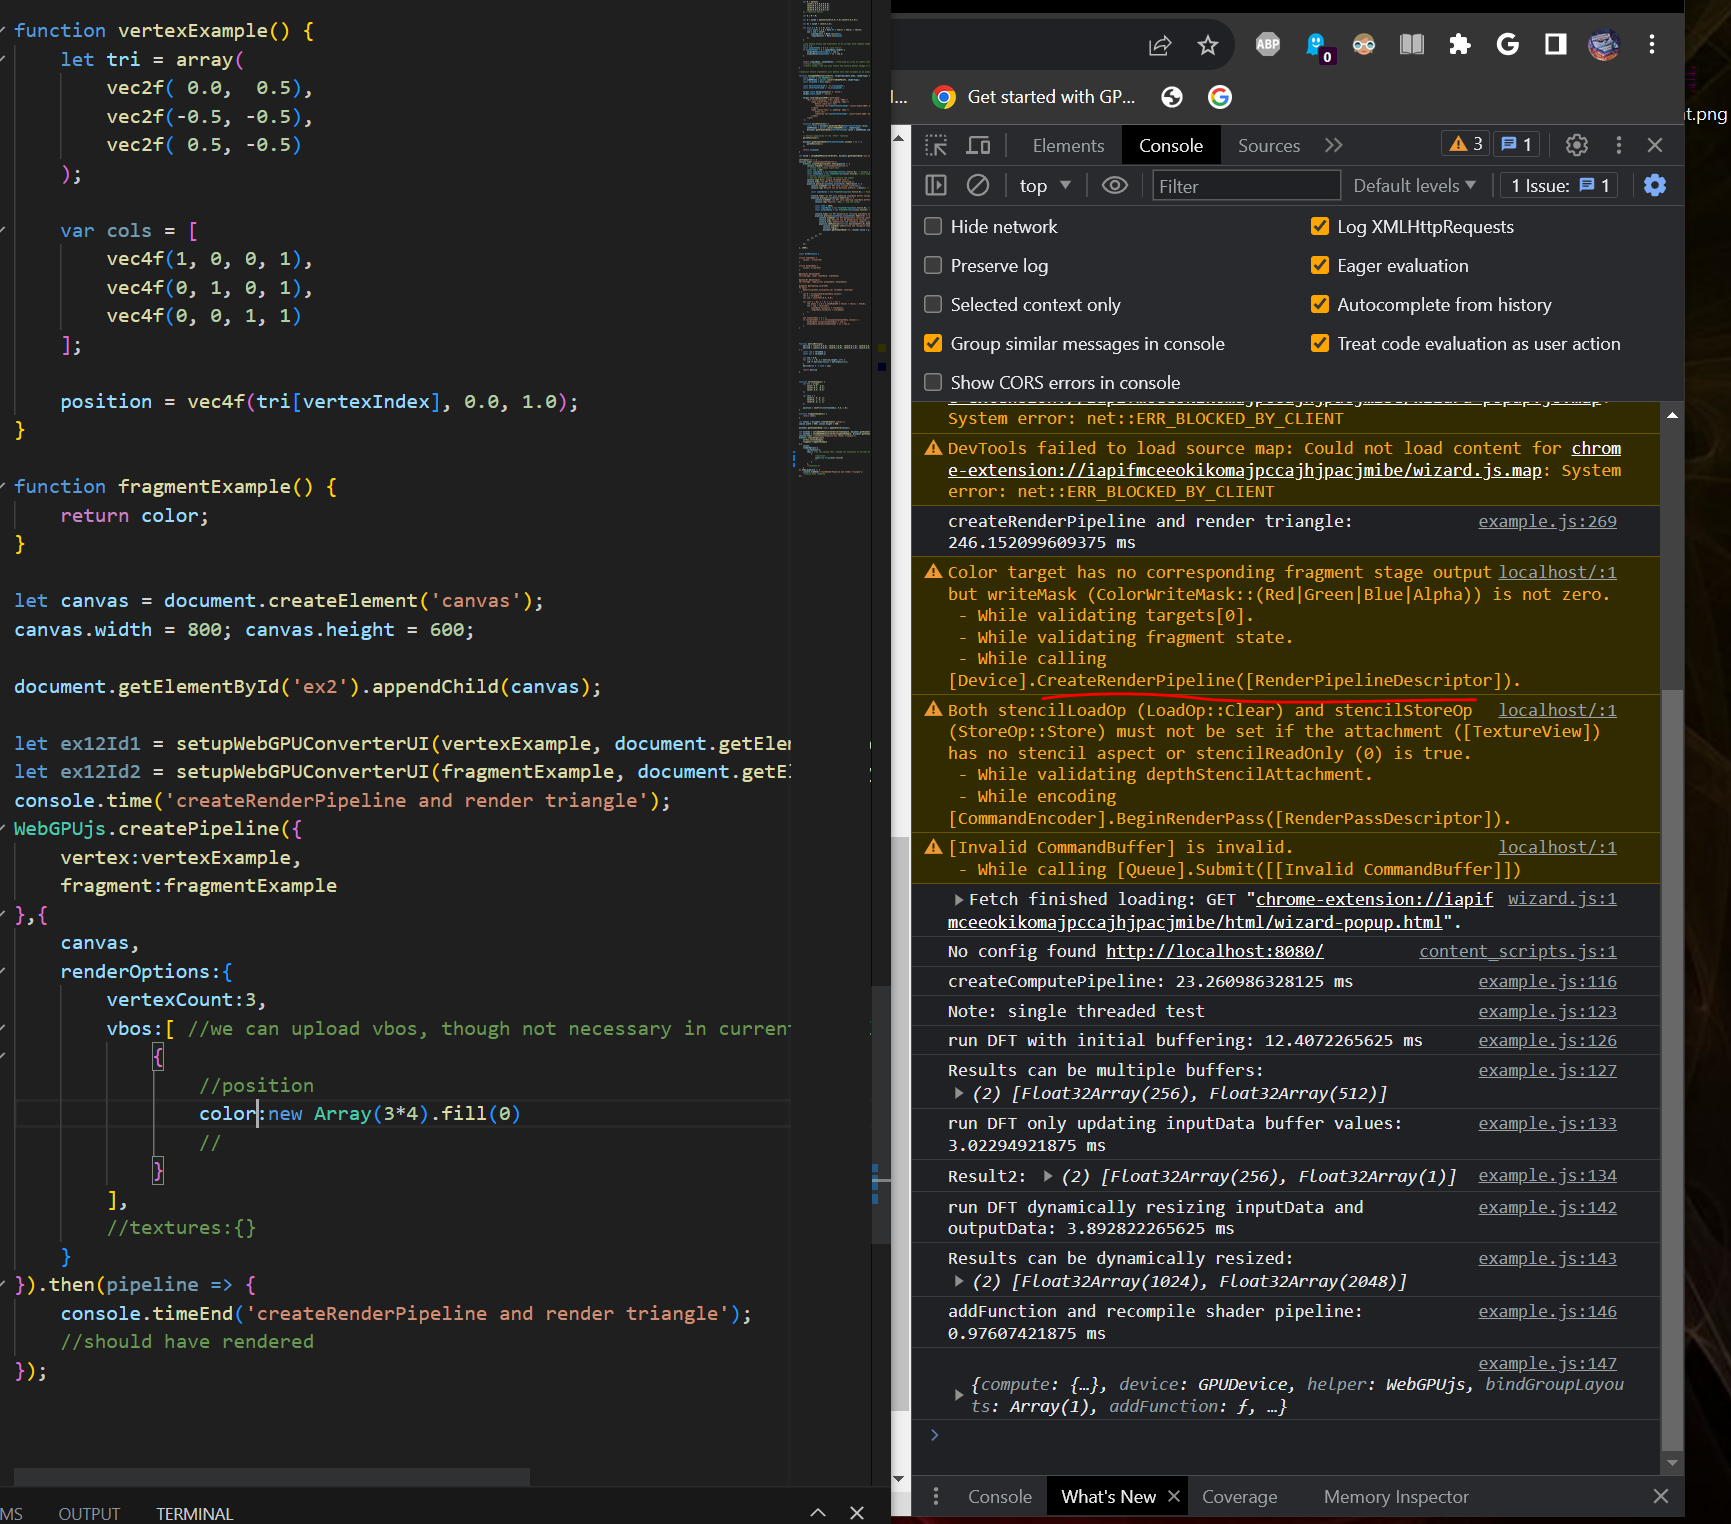 function vertexExample() {
let tri = array(
vec2f( 0.0,  0.5),
vec2f(-0.5, -0.5),
vec2f( 0.5, -0.5)
);
var cols = [
vec4f(1, 0, 0, 1),
vec4f(0, 1, 0, 1),
vec4f(0, 0, 1, 1)
];
position = vec4f(tri[vertexIndex], 0.0, 1.0);
}
function fragmentExample() {
return color;
}
let canvas = document.createElement('canvas');
canvas.width = 800; canvas.height = 600;
document.getElementById('ex2').appendChild(canvas);
let ex12Id1 = setupWebGPUConverterUI(vertexExample, document.getElem
let ex12Id2 = setupWebGPUConverterUI(fragmentExample, document.getEl
console.time('createRenderPipeline and render triangle');
WebGPUjs.createPipeline({
vertex:vertexExample,
fragment:fragmentExample
},{
canvas,
renderOptions:{
vertexCount:3,
vbos:[ //we can upload vbos, though not necessary in current
{
//position
color:new Array(3*4).fill(0)
//
}
],
//textures:{}
}
}).then(pipeline => {
console.timeEnd('createRenderPipeline and render triangle');
//should have rendered
});
MS OUTPUT TERMINAL
ABP 0
l... Get started with GP...
t.png
Elements Console Sources 3 1
top Filter Default levels 1 Issue: 1
Hide network Log XMLHttpRequests
Preserve log Eager evaluation
Selected context only Autocomplete from history
Group similar messages in console Treat code evaluation as user action
Show CORS errors in console
System error: net::ERR_BLOCKED_BY_CLIENT
DevTools failed to load source map: Could not load content for chrom
e-extension://iapifmceeokikomajpccajhjpacjmibe/wizard.js.map: System
error: net::ERR_BLOCKED_BY_CLIENT
createRenderPipeline and render triangle: example.js:269
246.152099609375 ms
Color target has no corresponding fragment stage output localhost/:1
but writeMask (ColorWriteMask::(Red|Green|Blue|Alpha)) is not zero.
- While validating targets[0].
- While validating fragment state.
- While calling
[Device].CreateRenderPipeline([RenderPipelineDescriptor]).
Both stencilLoadOp (LoadOp::Clear) and stencilStoreOp localhost/:1
(StoreOp::Store) must not be set if the attachment ([TextureView])
has no stencil aspect or stencilReadOnly (0) is true.
- While validating depthStencilAttachment.
- While encoding
[CommandEncoder].BeginRenderPass([RenderPassDescriptor]).
[Invalid CommandBuffer] is invalid. localhost/:1
- While calling [Queue].Submit([[Invalid CommandBuffer]])
Fetch finished loading: GET "chrome-extension://iapif wizard.js:1
mceeokikomajpccajhjpacjmibe/html/wizard-popup.html".
No config found http://localhost:8080/ content_scripts.js:1
createComputePipeline: 23.260986328125 ms example.js:116
Note: single threaded test example.js:123
run DFT with initial buffering: 12.4072265625 ms example.js:126
Results can be multiple buffers: example.js:127
(2) [Float32Array(256), Float32Array(512)]
run DFT only updating inputData buffer values: example.js:133
3.02294921875 ms
Result2: (2) [Float32Array(256), Float32Array(1)] example.js:134
run DFT dynamically resizing inputData and example.js:142
outputData: 3.892822265625 ms
Results can be dynamically resized: example.js:143
(2) [Float32Array(1024), Float32Array(2048)]
addFunction and recompile shader pipeline: example.js:146
0.97607421875 ms
example.js:147
{compute: {…}, device: GPUDevice, helper: WebGPUjs, bindGroupLayou
ts: Array(1), addFunction: ƒ, …}
Console What's New Coverage Memory Inspector